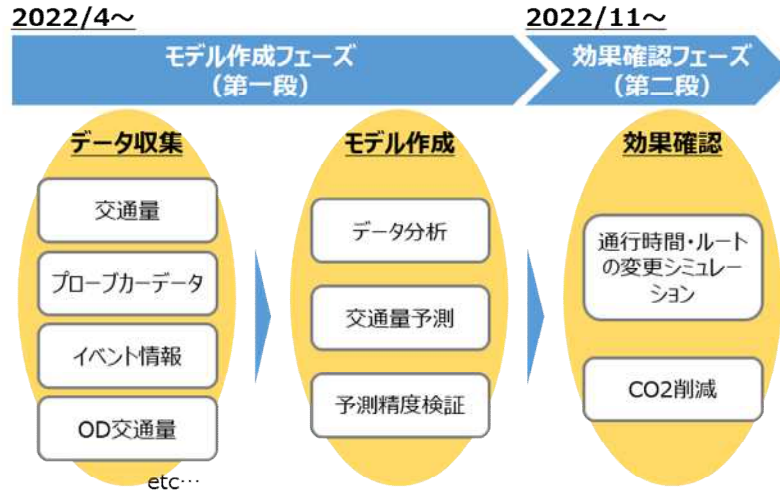 2022/4～
2022/11～
モデル作成フェーズ
（第一段）
効果確認フェーズ
（第二段）
データ収集
交通量
プローブカーデータ
イベント情報
OD交通量
etc…
モデル作成
データ分析
交通量予測
予測精度検証
効果確認
通行時間・ルート
の変更シミュレー
ション
CO2削減